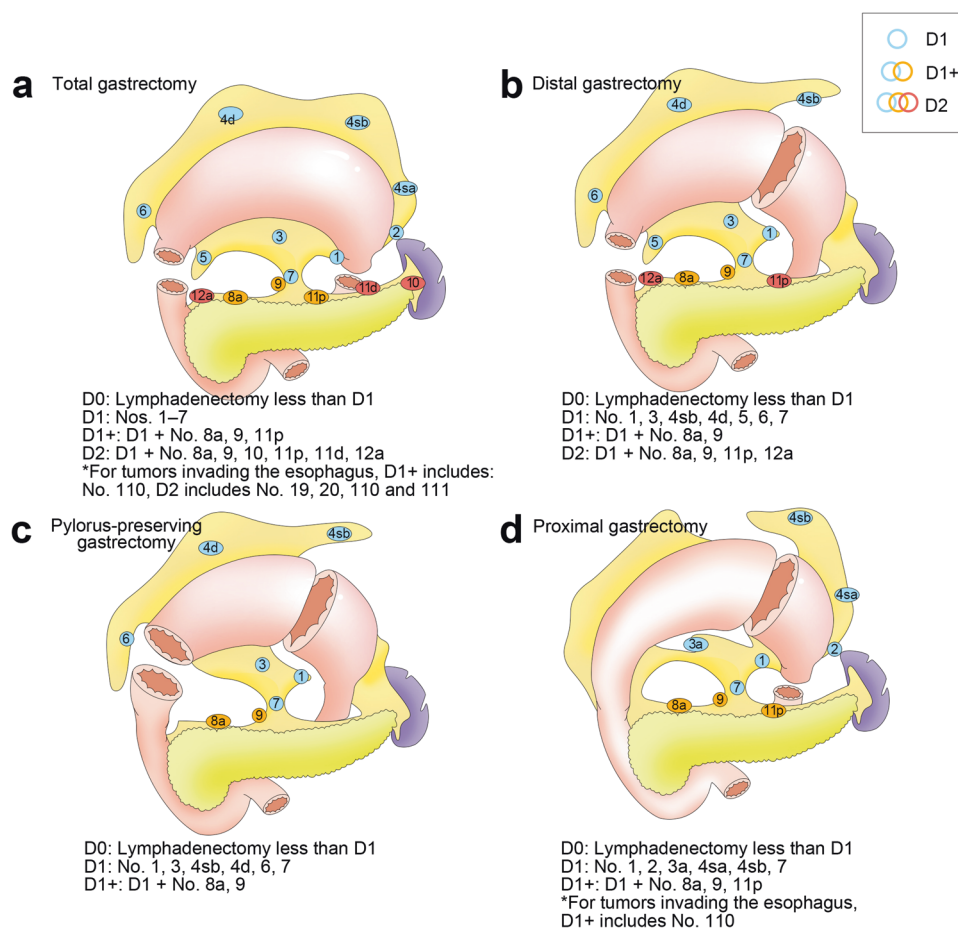 D1
D1+
D2
a Total gastrectomy
4d
4sb
4sa
6
2
3
1
5
7
9
12a
8a
11p
11d
10
D0: Lymphadenectomy less than D1
D1: Nos. 1–7
D1+: D1 + No. 8a, 9, 11p
D2: D1 + No. 8a, 9, 10, 11p, 11d, 12a
*For tumors invading the esophagus, D1+ includes:
No. 110, D2 includes No. 19, 20, 110 and 111
b Distal gastrectomy
4d
4sb
6
3
1
5
7
9
12a
8a
11p
D0: Lymphadenectomy less than D1
D1: No. 1, 3, 4sb, 4d, 5, 6, 7
D1+: D1 + No. 8a, 9
D2: D1 + No. 8a, 9, 11p, 12a
c Pylorus-preserving
gastrectomy
4sb
4d
6
3
1
7
9
8a
D0: Lymphadenectomy less than D1
D1: No. 1, 3, 4sb, 4d, 6, 7
D1+: D1 + No. 8a, 9
d Proximal gastrectomy
4sb
4sa
3a
2
1
7
9
8a
11p
D0: Lymphadenectomy less than D1
D1: No. 1, 2, 3a, 4sa, 4sb, 7
D1+: D1 + No. 8a, 9, 11p
*For tumors invading the esophagus,
D1+ includes No. 110